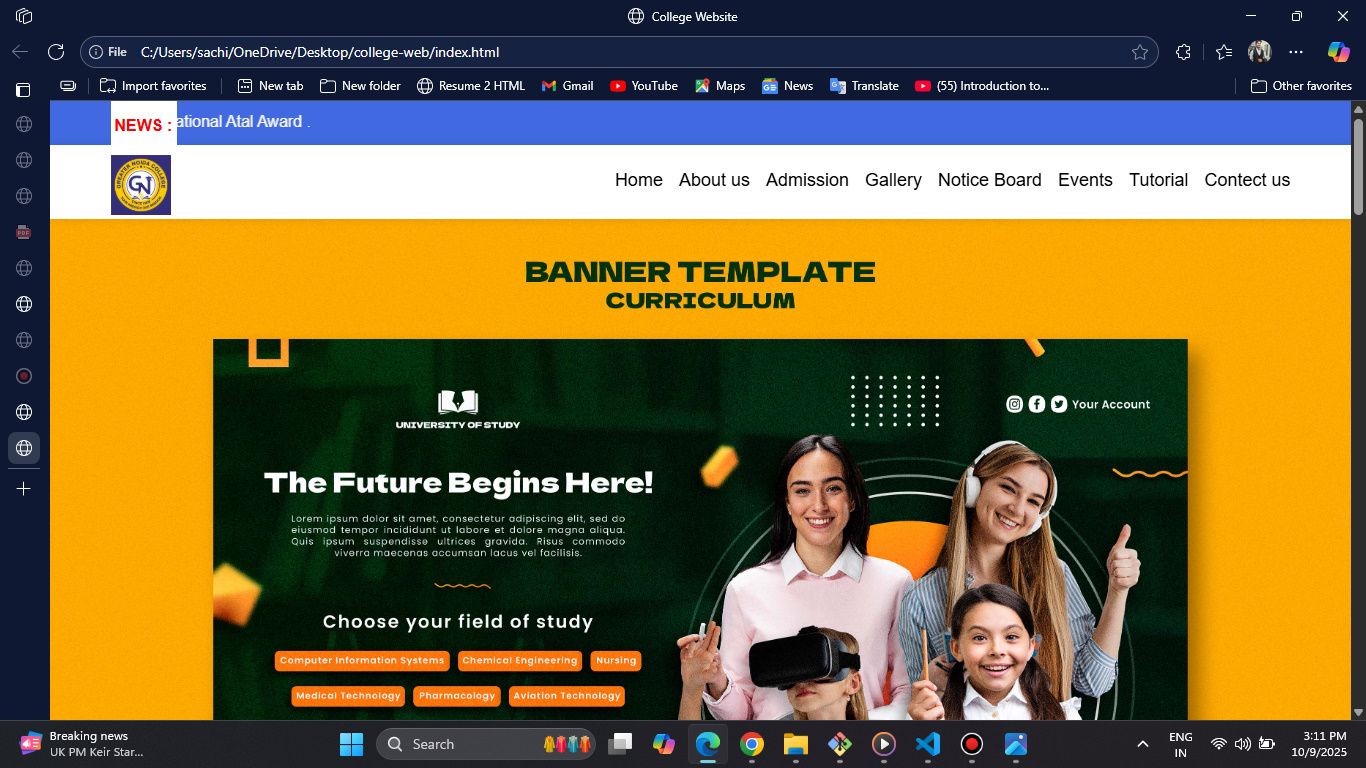 College Website
File C:/Users/sachi/OneDrive/Desktop/college-web/index.html
Import favorites New tab New folder Resume 2 HTML Gmail YouTube Maps News Translate (55) Introduction to... Other favorites
NEWS : ational Atal Award .
GREATER NOIDA COLLEGE
GN
Home About us Admission Gallery Notice Board Events Tutorial Contect us
BANNER TEMPLATE
CURRICULUM
UNIVERSITY OF STUDY
Your Account
The Future Begins Here!
Lorem ipsum dolor sit amet, consectetur adipiscing elit, sed do
eiusmod tempor incididunt ut labore et dolore magna aliqua.
Quis ipsum suspendisse ultrices gravida. Risus commodo
viverra maecenas accumsan lacus vel facilisis.
Choose your field of study
Computer Information Systems Chemical Engineering Nursing
Medical Technology Pharmacology Aviation Technology
Breaking news
UK PM Keir Star...
Search
ENG
IN
3:11 PM
10/9/2025